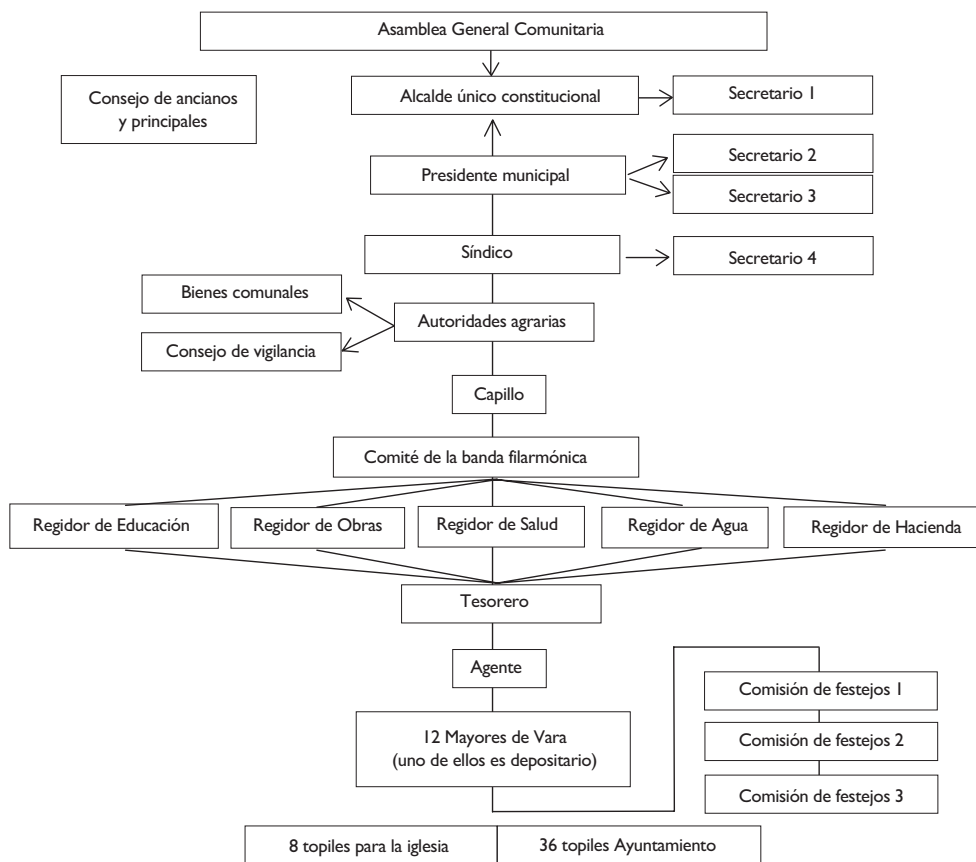 Asamblea General Comunitaria
Consejo de ancianos
y principales
Alcalde único constitucional
Secretario 1
Presidente municipal
Secretario 2
Secretario 3
Síndico
Secretario 4
Bienes comunales
Autoridades agrarias
Consejo de vigilancia
Capillo
Comité de la banda filarmónica
Regidor de Educación
Regidor de Obras
Regidor de Salud
Regidor de Agua
Regidor de Hacienda
Tesorero
Agente
12 Mayores de Vara
(uno de ellos es depositario)
Comisión de festejos 1
Comisión de festejos 2
Comisión de festejos 3
8 topiles para la iglesia
36 topiles Ayuntamiento